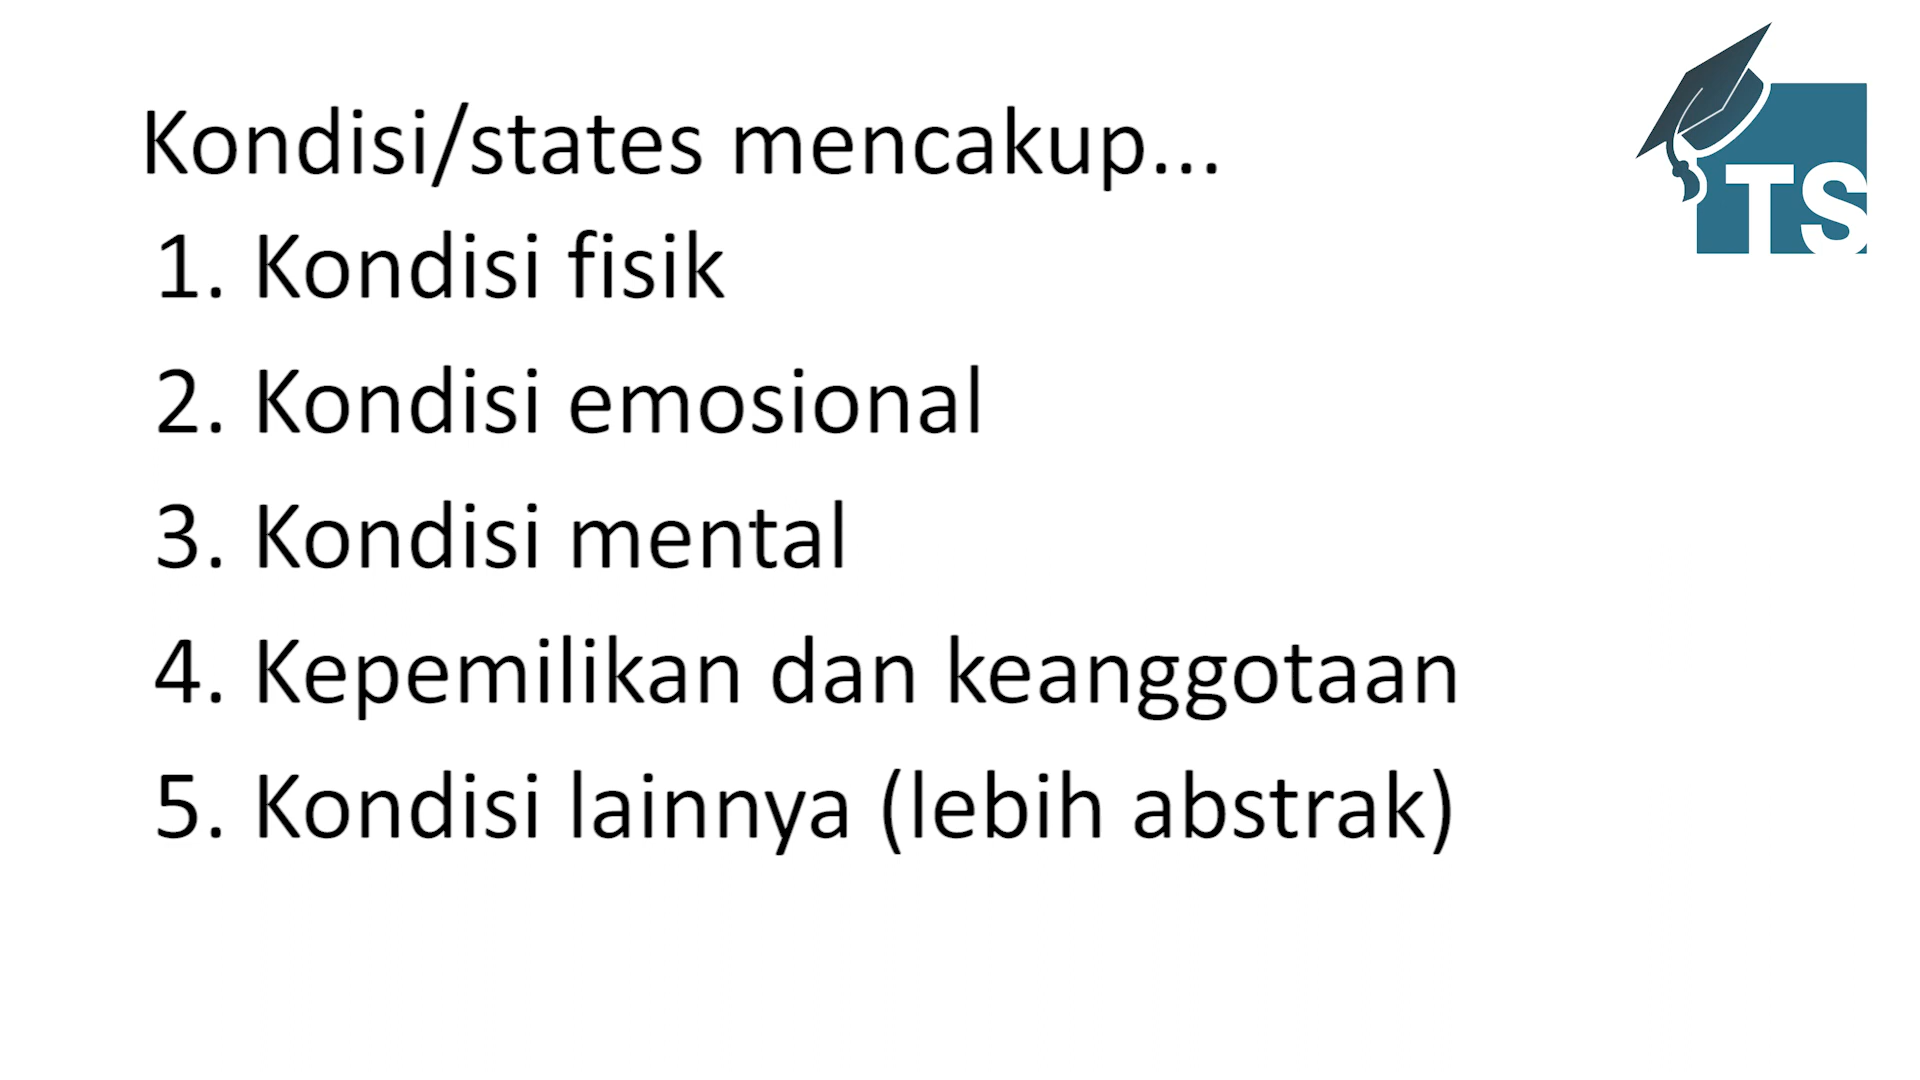 Kondisi/states mencakup...
1. Kondisi fisik
2. Kondisi emosional
3. Kondisi mental
4. Kepemilikan dan keanggotaan
5. Kondisi lainnya (lebih abstrak)
TS